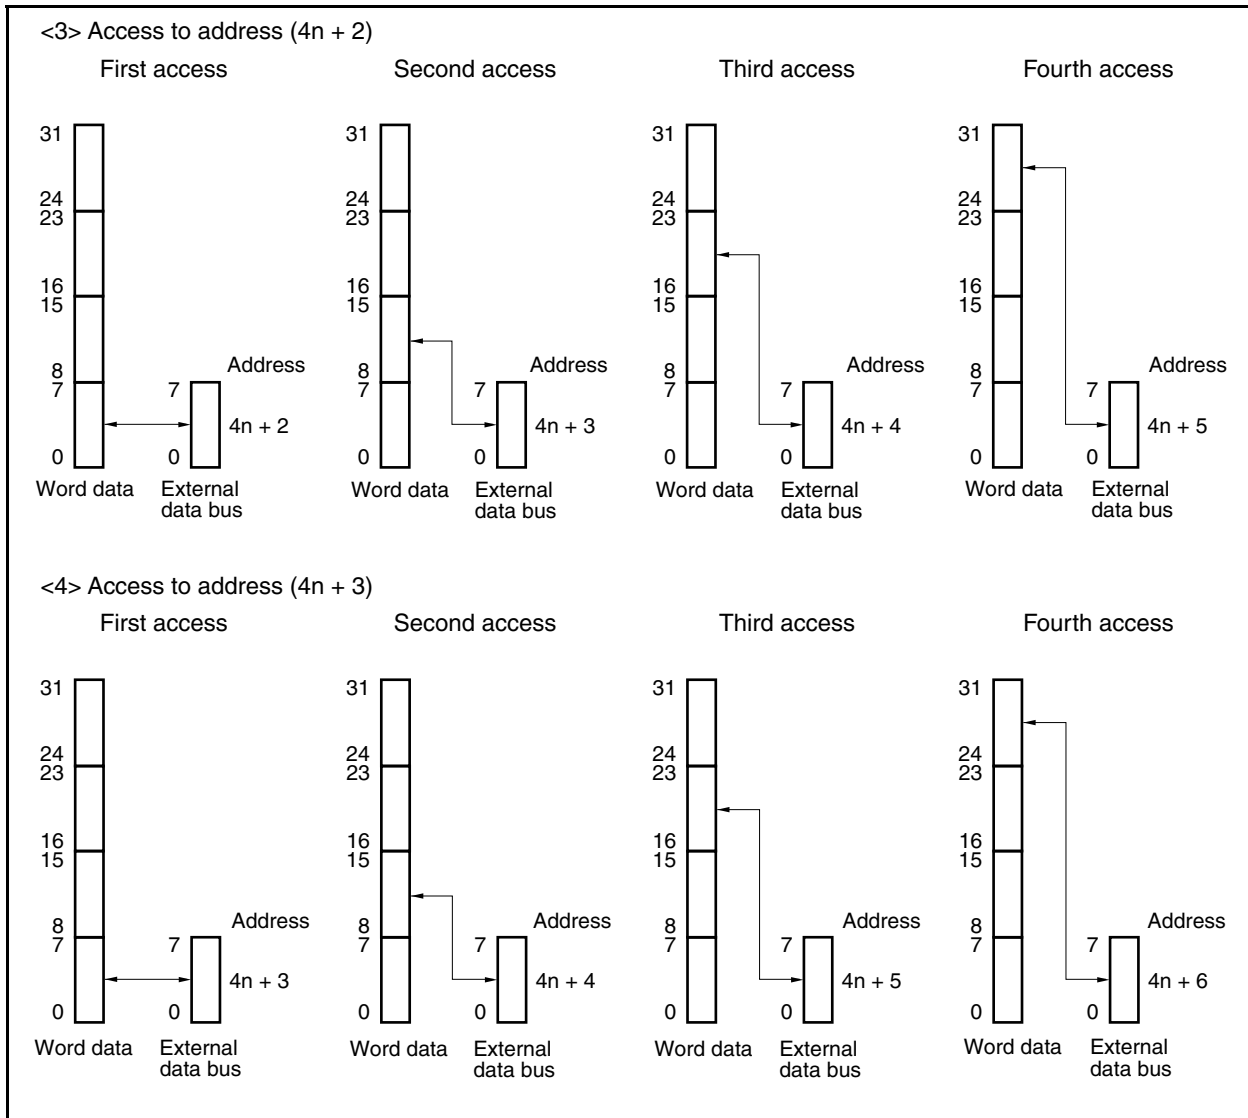 <3> Access to address (4n + 2)
First access
Second access
Third access
Fourth access
31
24
23
16
15
8
7
0
Word data
Address
7
4n + 2
0
External
data bus
31
24
23
16
15
8
7
0
Word data
Address
7
4n + 3
0
External
data bus
31
24
23
16
15
8
7
0
Word data
Address
7
4n + 4
0
External
data bus
31
24
23
16
15
8
7
0
Word data
Address
7
4n + 5
0
External
data bus
<4> Access to address (4n + 3)
First access
Second access
Third access
Fourth access
31
24
23
16
15
8
7
0
Word data
Address
7
4n + 3
0
External
data bus
31
24
23
16
15
8
7
0
Word data
Address
7
4n + 4
0
External
data bus
31
24
23
16
15
8
7
0
Word data
Address
7
4n + 5
0
External
data bus
31
24
23
16
15
8
7
0
Word data
Address
7
4n + 6
0
External
data bus